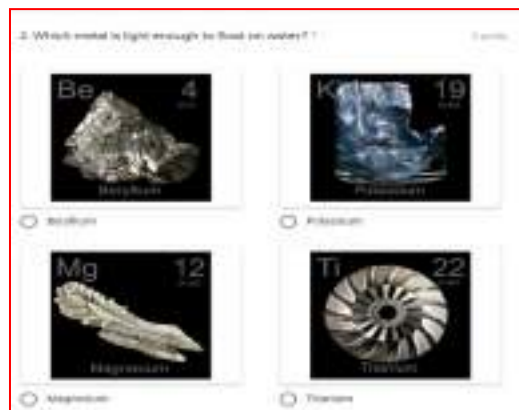 2. Which metal is light enough to float on water? *
Be 4
Beryllium
K 19
Potassium
Beryllium
Potassium
Mg 12
Magnesium
Ti 22
Titanium
Magnesium
Titanium